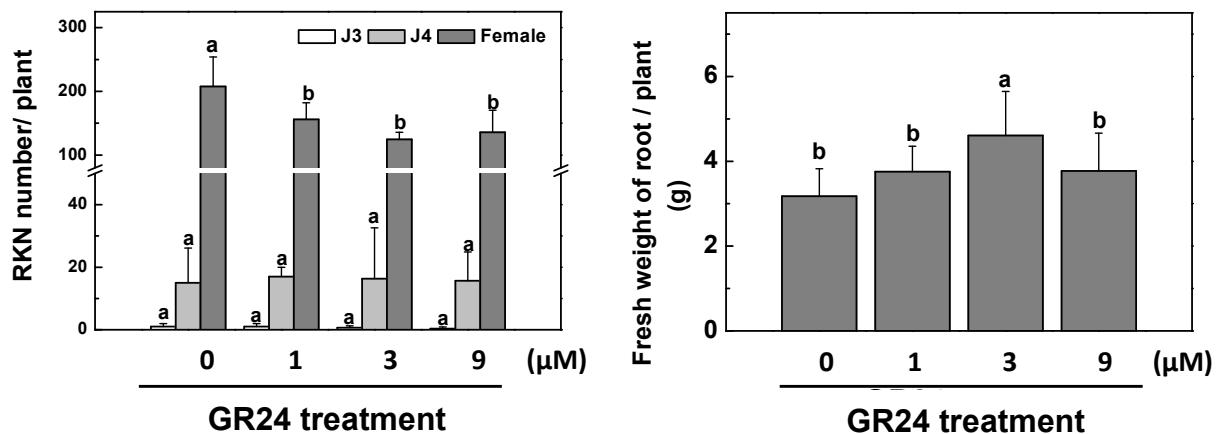 300
200
100
40
20
0
RKN number/ plant
J3 J4 Female
a a a
a a b
a a b
a a b
0 1 3 9 (μM)
GR24 treatment
6
4
2
0
Fresh weight of root / plant
(g)
b b a b
0 1 3 9 (μM)
GR24 treatment